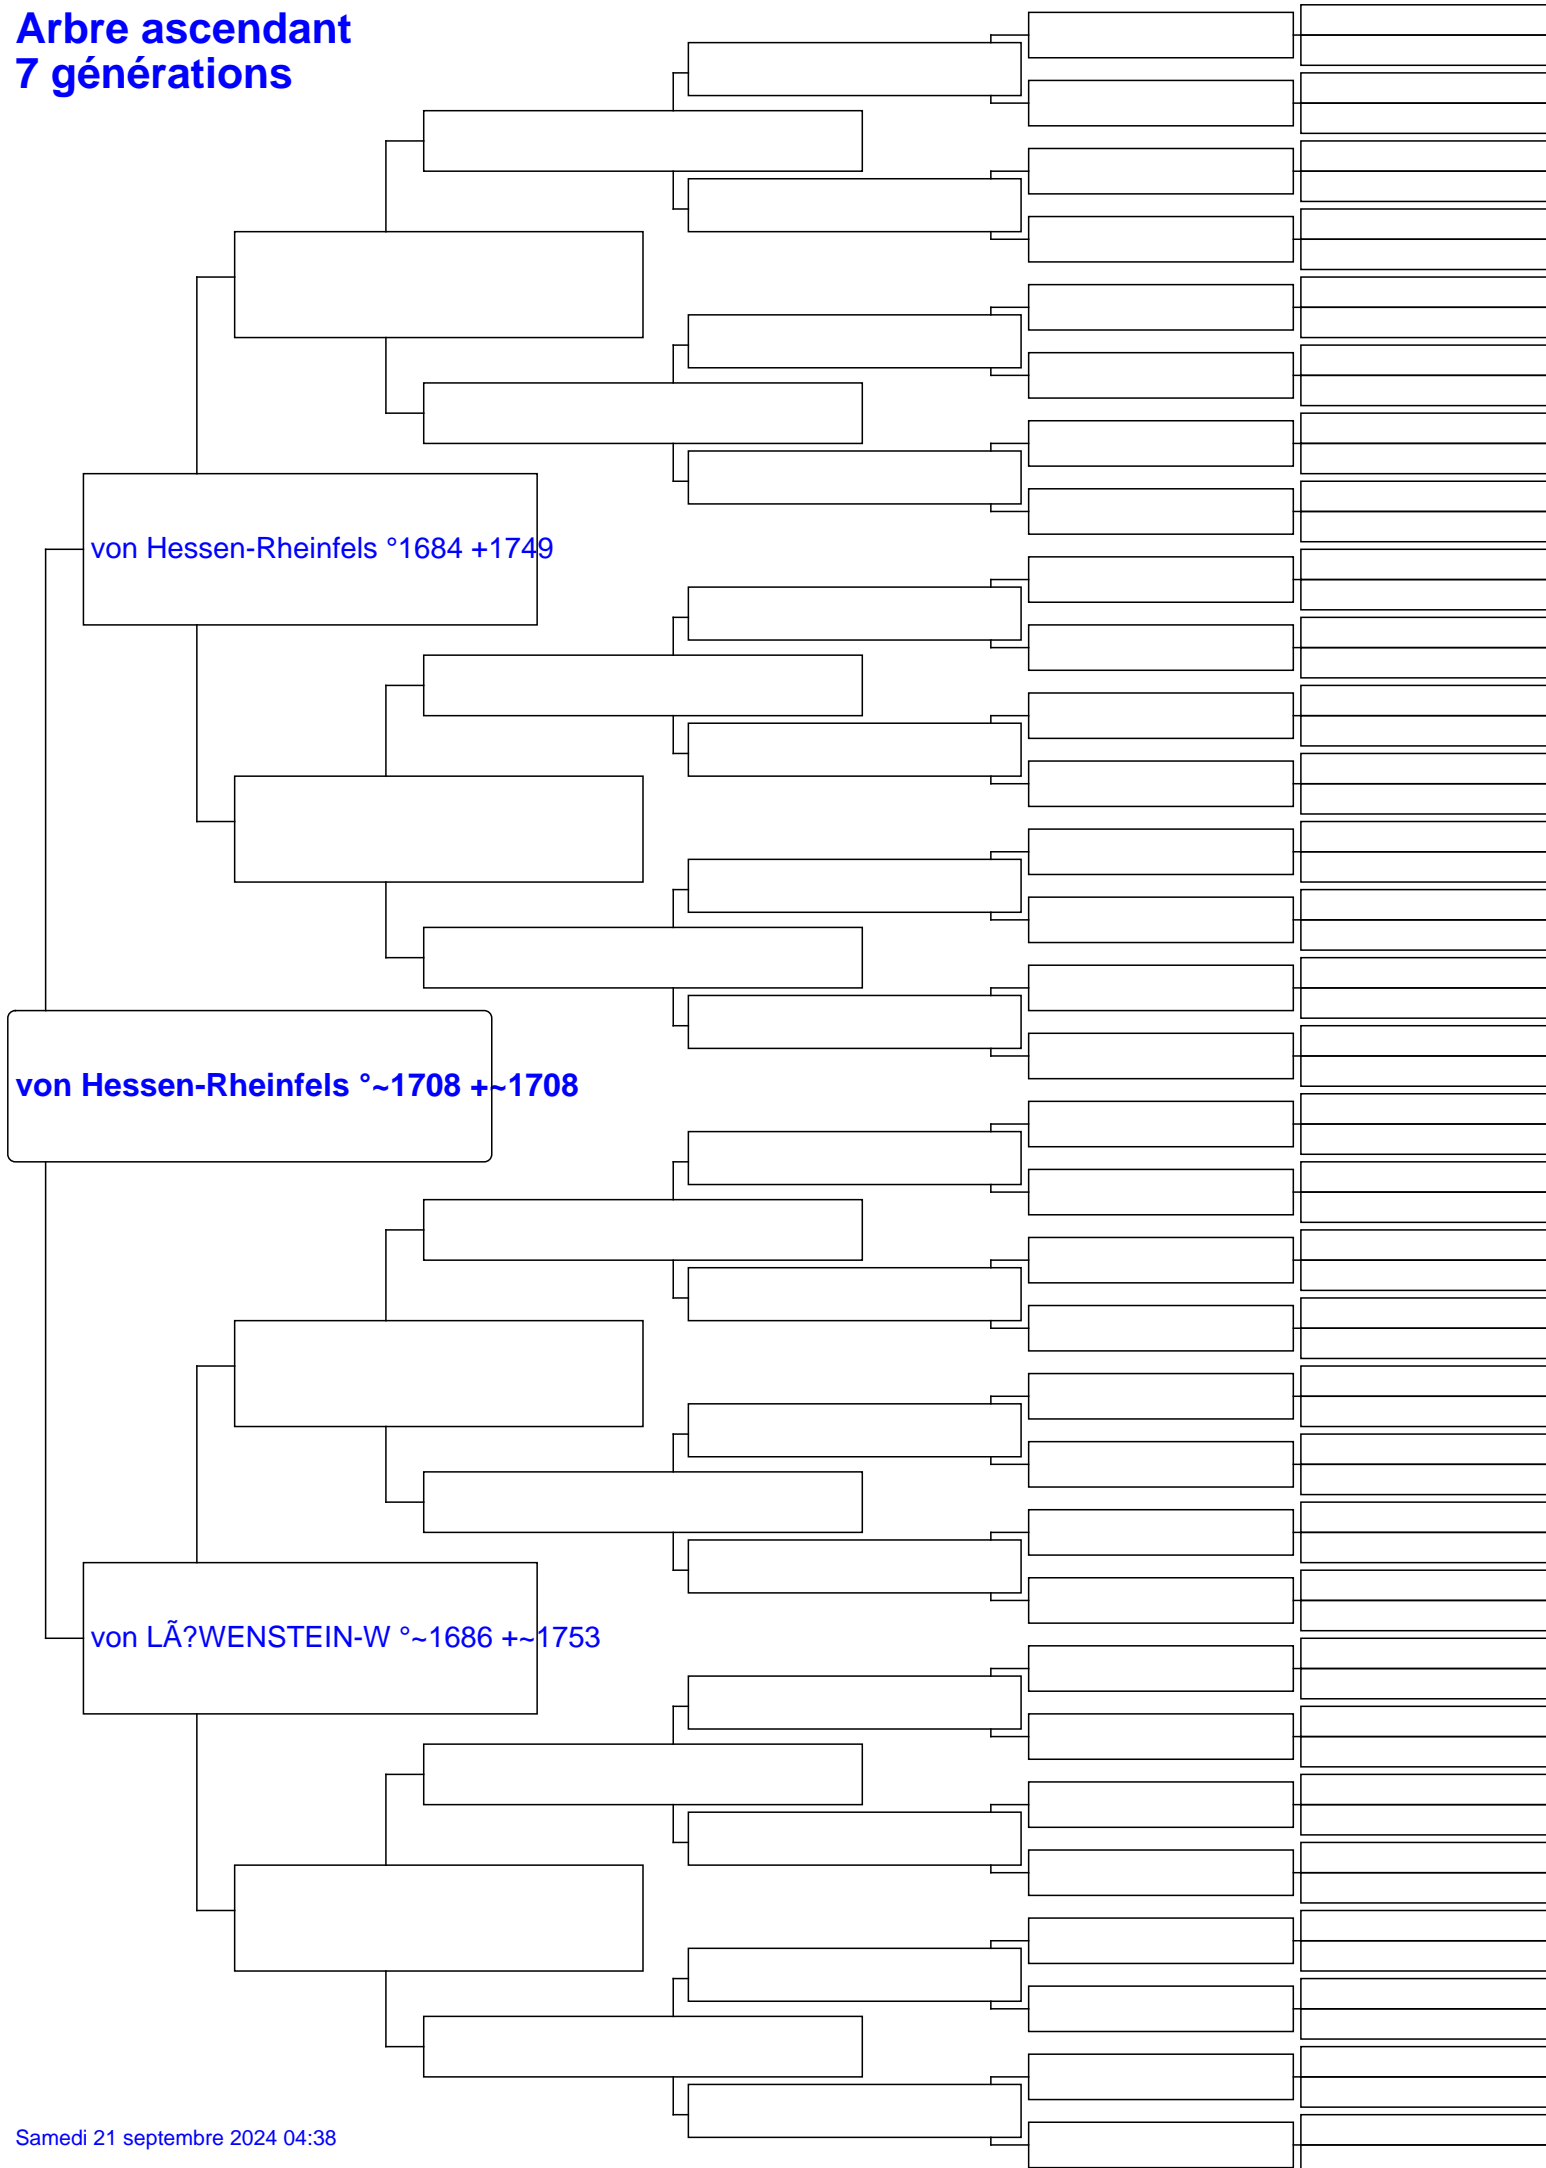 Arbre ascendant
7 générations
von Hessen-Rheinfels °1684 +1749
von Hessen-Rheinfels °~1708 +~1708
von LÃ?WENSTEIN-W °~1686 +~1753
Samedi 21 septembre 2024 04:38